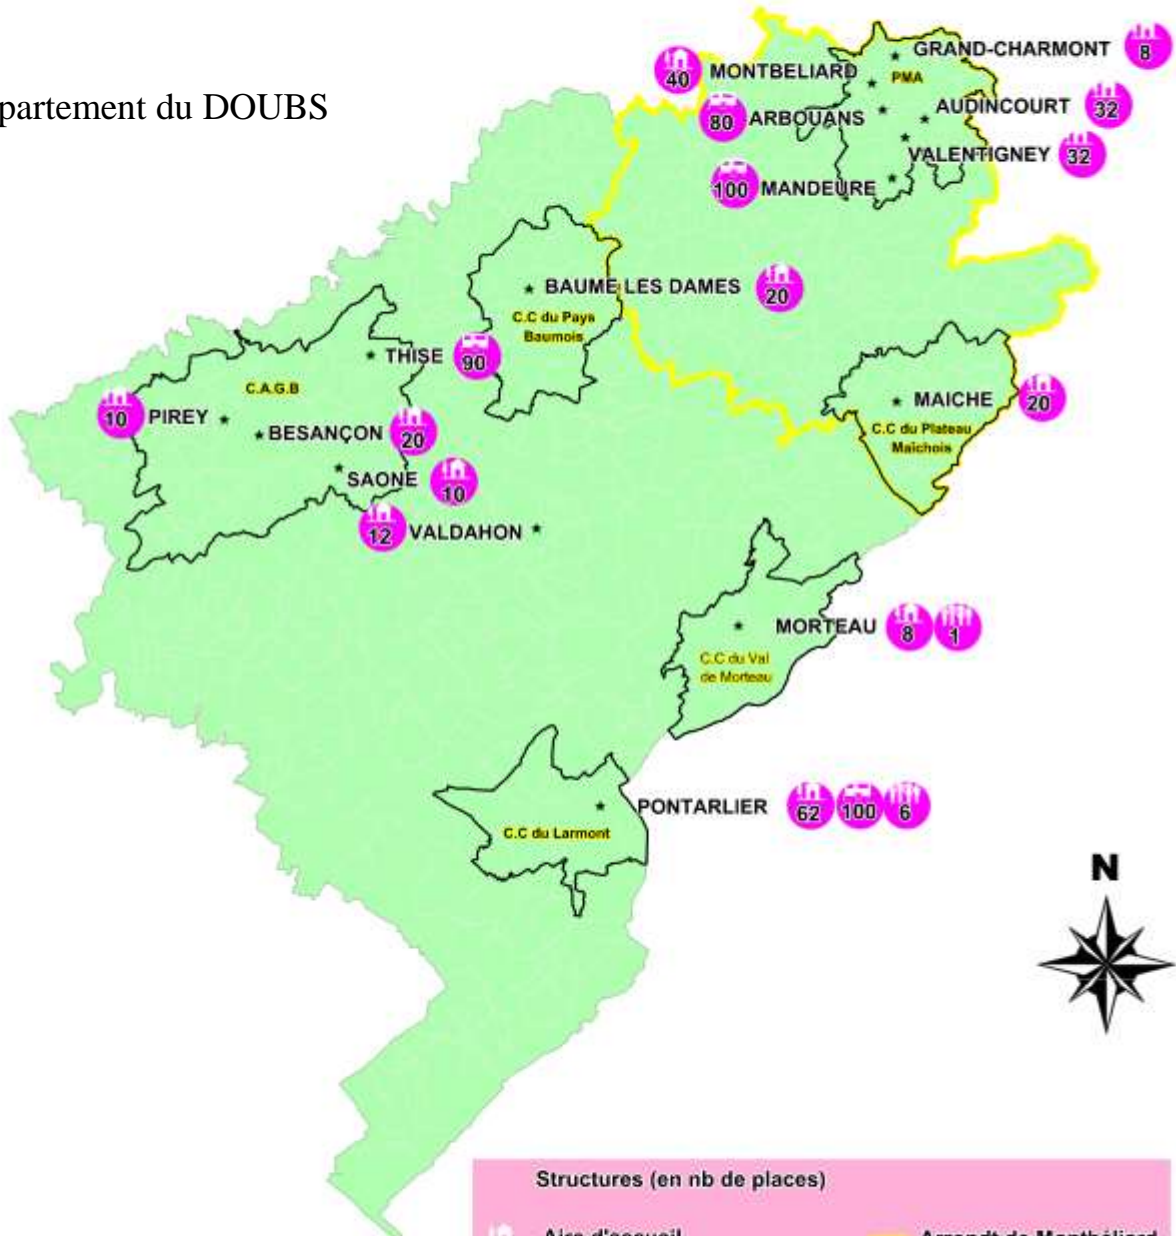 partement du DOUBS
GRAND-CHARMONT 8
40 MONTBELIARD
PMA
80 ARBOUANS
AUDINCOURT 32
VALENTIGNEY 32
100 MANDEURE
BAUME LES DAMES 20
C.C du Pays
Baumois
THISE 90
C.A.G.B
10 PIREY
BESANÇON 20
MAICHE 20
C.C du Plateau
Maîchois
SAONE 10
12 VALDAHON
MORTEAU 8 1
C.C du Val
de Morteau
PONTARLIER 62 100 6
C.C du Larmont
N
Structures (en nb de places)
Aire d'accueil
Arrondt de Montbéliard